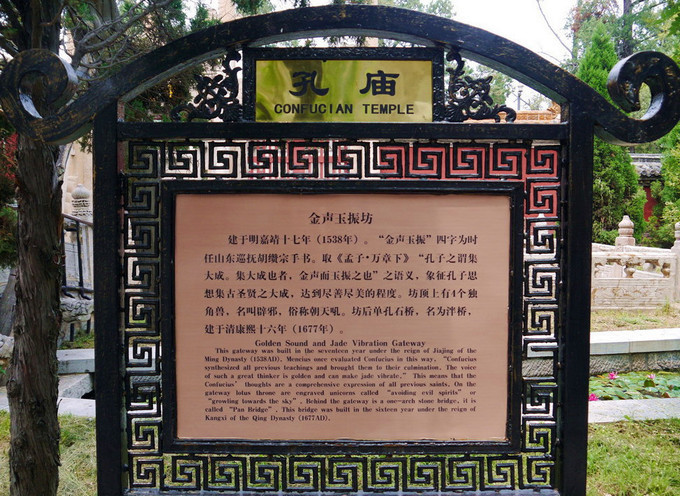 孔庙
CONFUCIAN TEMPLE
金声玉振坊
建于明嘉靖十七年（1538年）。“金声玉振”四字为时
任山东巡抚胡缵宗手书。取《孟子·万章下》“孔子之谓集
大成。集大成也者，金声而玉振之也”之语义，象征孔子思
想集古圣贤之大成，达到尽善尽美的程度。坊顶上有4个独
角兽，名叫辟邪，俗称朝天吼。坊后单孔石桥，名为泮桥，
建于清康熙十六年（1677年）。
Golden Sound and Jade Vibration Gateway
This gateway was built in the seventeen year under the reign of Jiajing of the
Ming Dynasty (1538AD). Mencius once evaluated Confucius in this way, “Confucius
synthesized all previous teachings and brought them to their culmination. The voice
of such a great thinker is golden and can make jade vibrate.” This means that the
Confucius’ thoughts are a comprehensive expression of all previous saints. On the
gateway lotus throne are engraved unicorns called “avoiding evil spirits” or
“growling towards the sky”. Behind the gateway is a one-arch stone bridge, it is
called “Pan Bridge”. This bridge was built in the sixteen year under the reign of
Kangxi of the Qing Dynasty (1677AD).